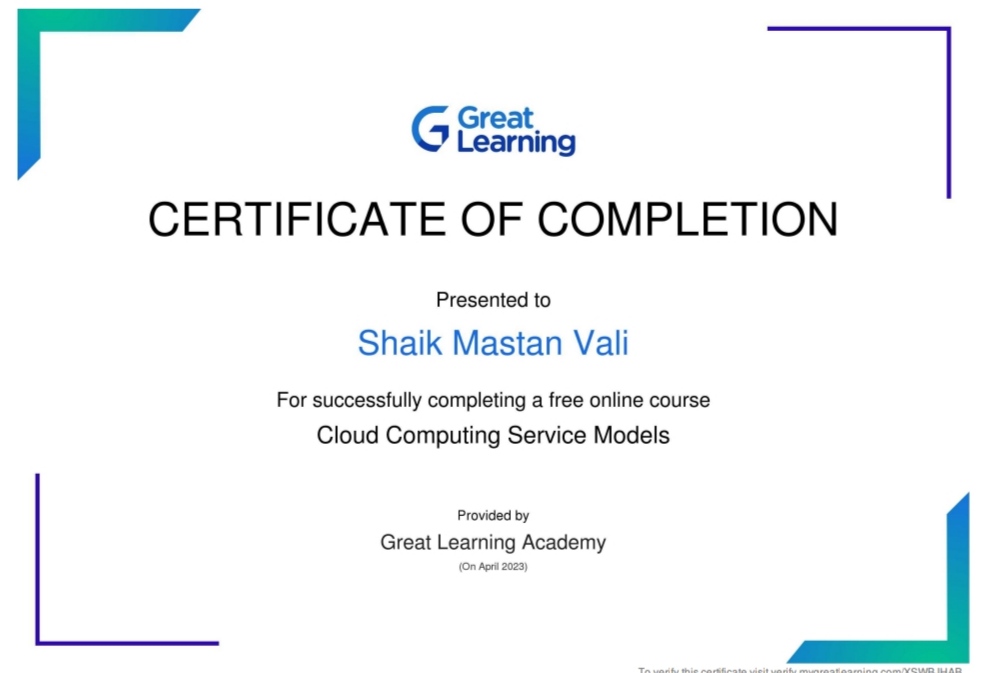 Great
Learning
CERTIFICATE OF COMPLETION
Presented to
Shaik Mastan Vali
For successfully completing a free online course
Cloud Computing Service Models
Provided by
Great Learning Academy
(On April 2023)
To verify this certificate visit verify.mygreatlearning.com/